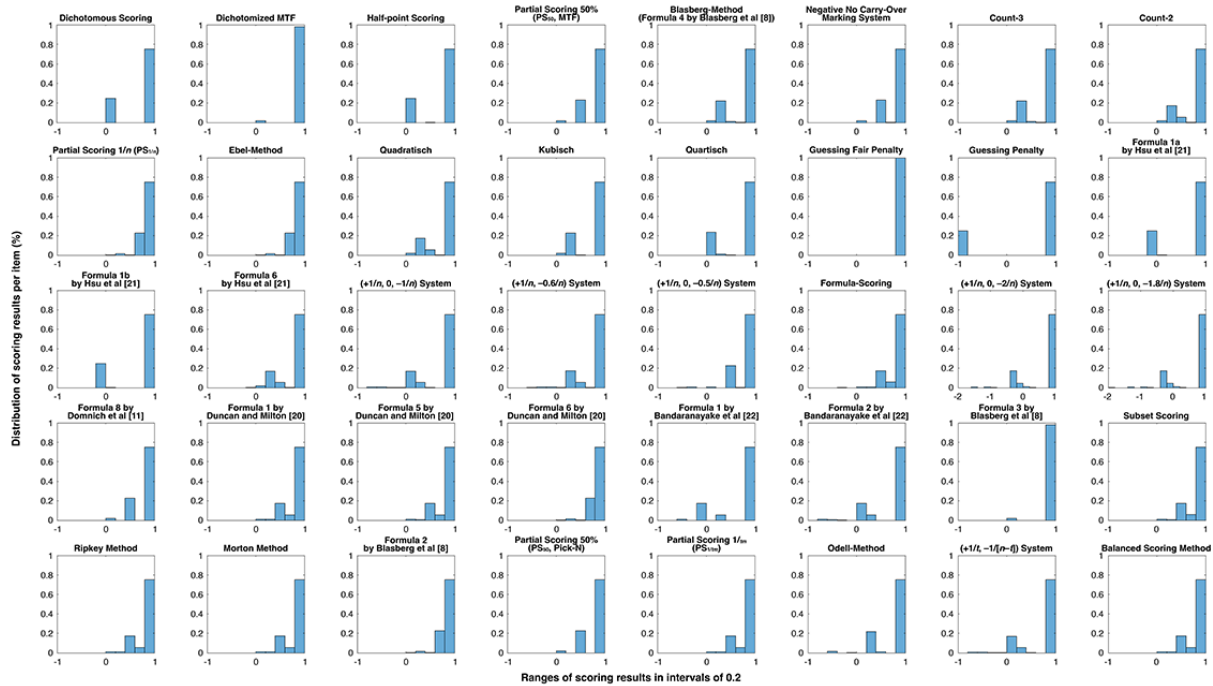 Dichotomous Scoring
Dichotomized MTF
Half-point Scoring
Partial Scoring 50%
(PS₅₀, MTF)
Blasberg-Method
(Formula 4 by Blasberg et al [8])
Negative No Carry-Over
Marking System
Count-3
Count-2
Partial Scoring 1/n (PS₁/ₙ)
Ebel-Method
Quadratisch
Kubisch
Quartisch
Guessing Fair Penalty
Guessing Penalty
Formula 1a
by Hsu et al [21]
Formula 1b
by Hsu et al [21]
Formula 6
by Hsu et al [21]
(+1/n, 0, −1/n) System
(+1/n, −0.6/n) System
(+1/n, 0, −0.5/n) System
Formula-Scoring
(+1/n, 0, −2/n) System
(+1/n, 0, −1.8/n) System
Formula 8 by
Domnich et al [11]
Formula 1 by
Duncan and Milton [20]
Formula 5 by
Duncan and Milton [20]
Formula 6 by
Duncan and Milton [20]
Formula 1 by
Bandaranayake et al [22]
Formula 2 by
Bandaranayake et al [22]
Formula 3 by
Blasberg et al [8]
Subset Scoring
Ripkey Method
Morton Method
Formula 2
by Blasberg et al [8]
Partial Scoring 50%
(PS₅₀, Pick-N)
Partial Scoring 1/ₘ
(PS₁/ₘ)
Odell-Method
(+1/t, −1/[n−t]) System
Balanced Scoring Method
Distribution of scoring results per item (%)
Ranges of scoring results in intervals of 0.2